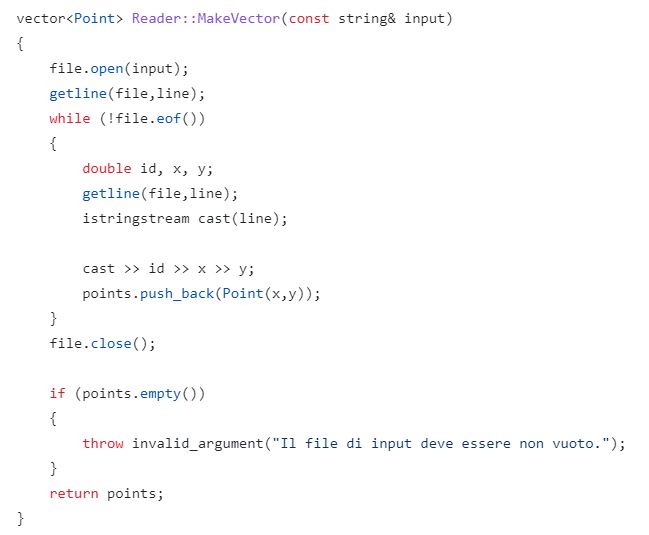 vector<Point> Reader::MakeVector(const string& input)
{
    file.open(input);
    getline(file,line);
    while (!file.eof())
    {
        double id, x, y;
        getline(file,line);
        istringstream cast(line);

        cast >> id >> x >> y;
        points.push_back(Point(x,y));
    }
    file.close();

    if (points.empty())
    {
        throw invalid_argument("Il file di input deve essere non vuoto.");
    }
    return points;
}